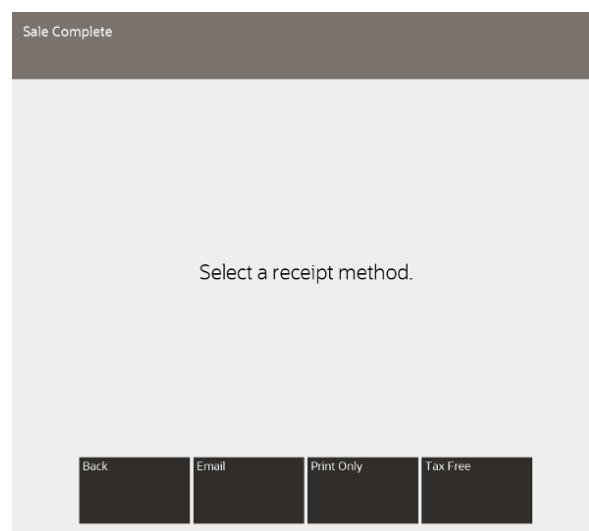 Sale Complete
Select a receipt method.
Back Email Print Only Tax Free